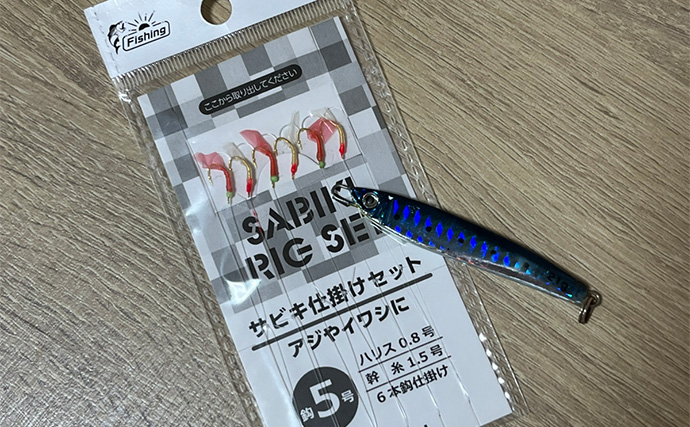 Fishing
ここから取り出してください
SABIKI
RIG SET
サビキ仕掛けセット
アジやイワシに
ハリス0.8号
幹糸1.5号
6本鈎仕掛け
鈎5号